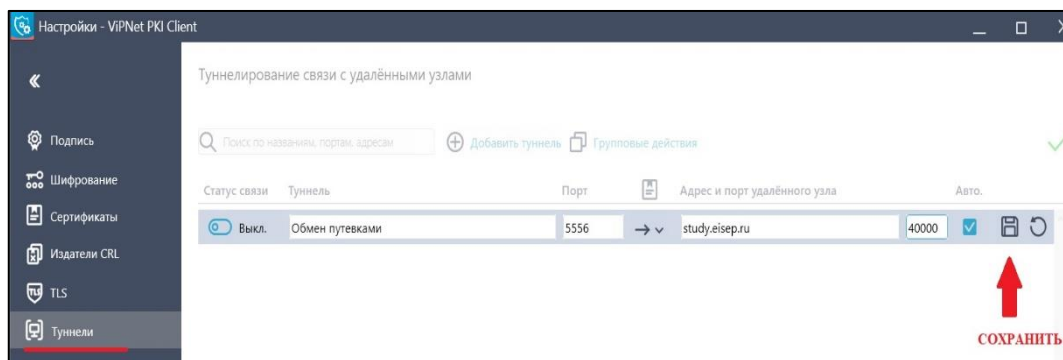 Настройки - ViPNet PKI Client
Туннелирование связи с удалёнными узлами
Подпись
Поиск по названиям, портам, адресам
Добавить туннель
Групповые действия
Шифрование
Статус связи
Туннель
Порт
Адрес и порт удалённого узла
Авто.
Сертификаты
Выкл.
Обмен путевками
5556
study.eisep.ru
40000
Издатели CRL
TLS
TLS
Туннели
СОХРАНИТЬ